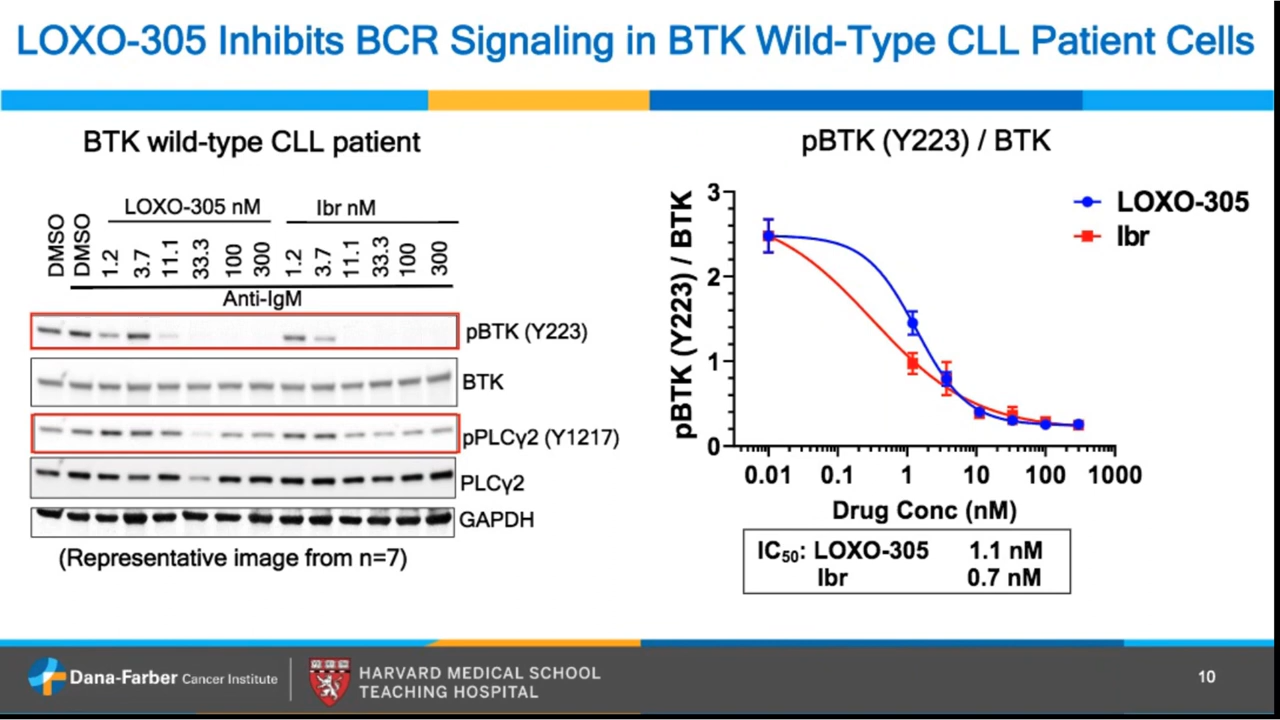 LOXO-305 Inhibits BCR Signaling in BTK Wild-Type CLL Patient Cells
BTK wild-type CLL patient
LOXO-305 nM
Ibr nM
DMSO
DMSO
1.2
3.7
11.1
33.3
100
300
1.2
3.7
11.1
33.3
100
300
Anti-IgM
pBTK (Y223)
BTK
pPLCγ2 (Y1217)
PLCγ2
GAPDH
(Representative image from n=7)
pBTK (Y223) / BTK
pBTK (Y223) / BTK
3
2
1
0
0.01 0.1 1 10 100 1000
Drug Conc (nM)
LOXO-305
Ibr
IC₅₀: LOXO-305 1.1 nM
Ibr 0.7 nM
Dana-Farber Cancer Institute
HARVARD MEDICAL SCHOOL
TEACHING HOSPITAL
10